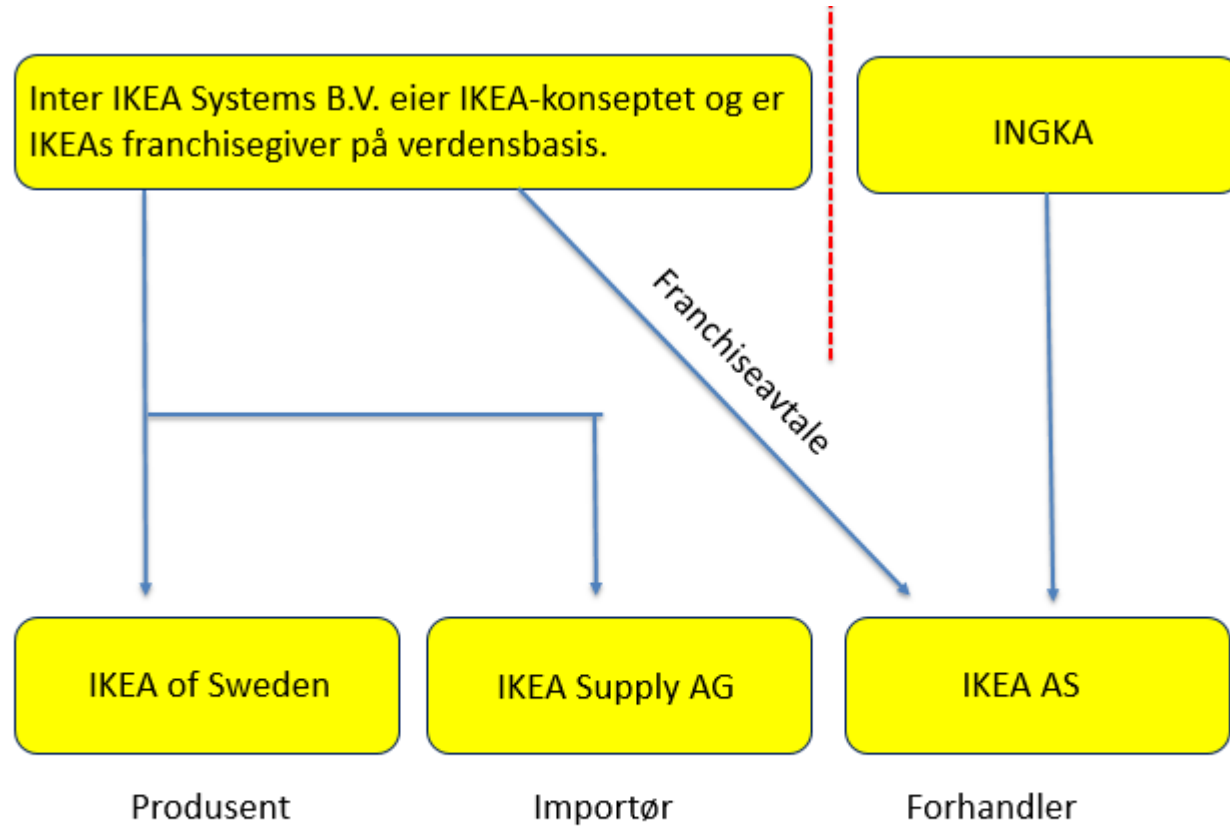 Inter IKEA Systems B.V. eier IKEA-konseptet og er
IKEAs franchisegiver på verdensbasis.
INGKA
Franchiseavtale
IKEA of Sweden
IKEA Supply AG
IKEA AS
Produsent
Importør
Forhandler